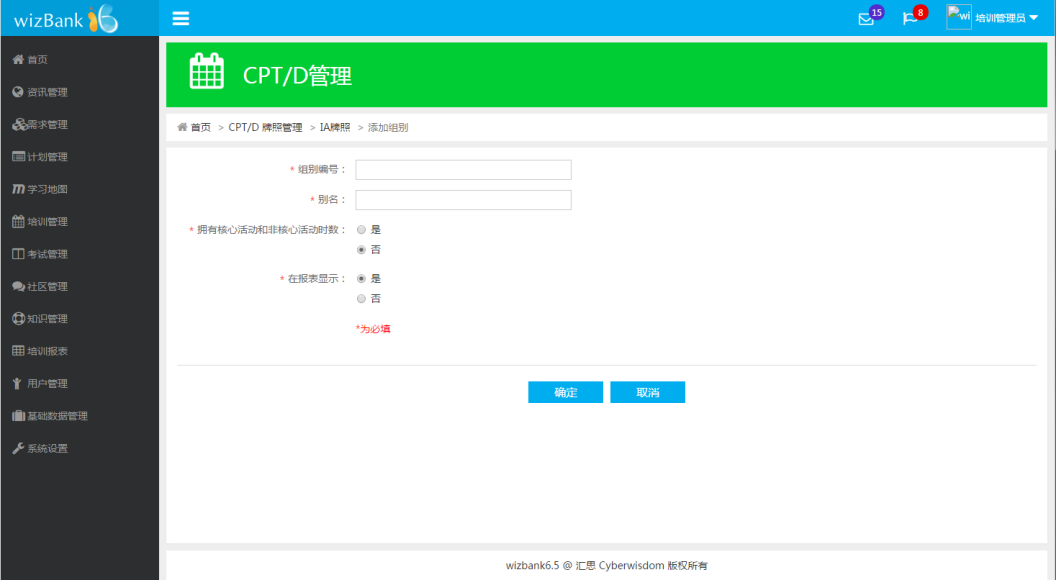 wizBank 6
15
8
wi
培训管理员
首页
资讯管理
需求管理
计划管理
学习地图
培训管理
考试管理
社区管理
知识管理
培训报表
用户管理
基础数据管理
系统设置
CPT/D管理
首页 > CPT/D 牌照管理 > IA牌照 > 添加组别
* 组别编号：
* 别名：
* 拥有核心活动和非核心活动时数： 是
否
* 在报表显示： 是
否
*为必填
确定 取消
wizbank6.5 @ 汇思 Cyberwisdom 版权所有